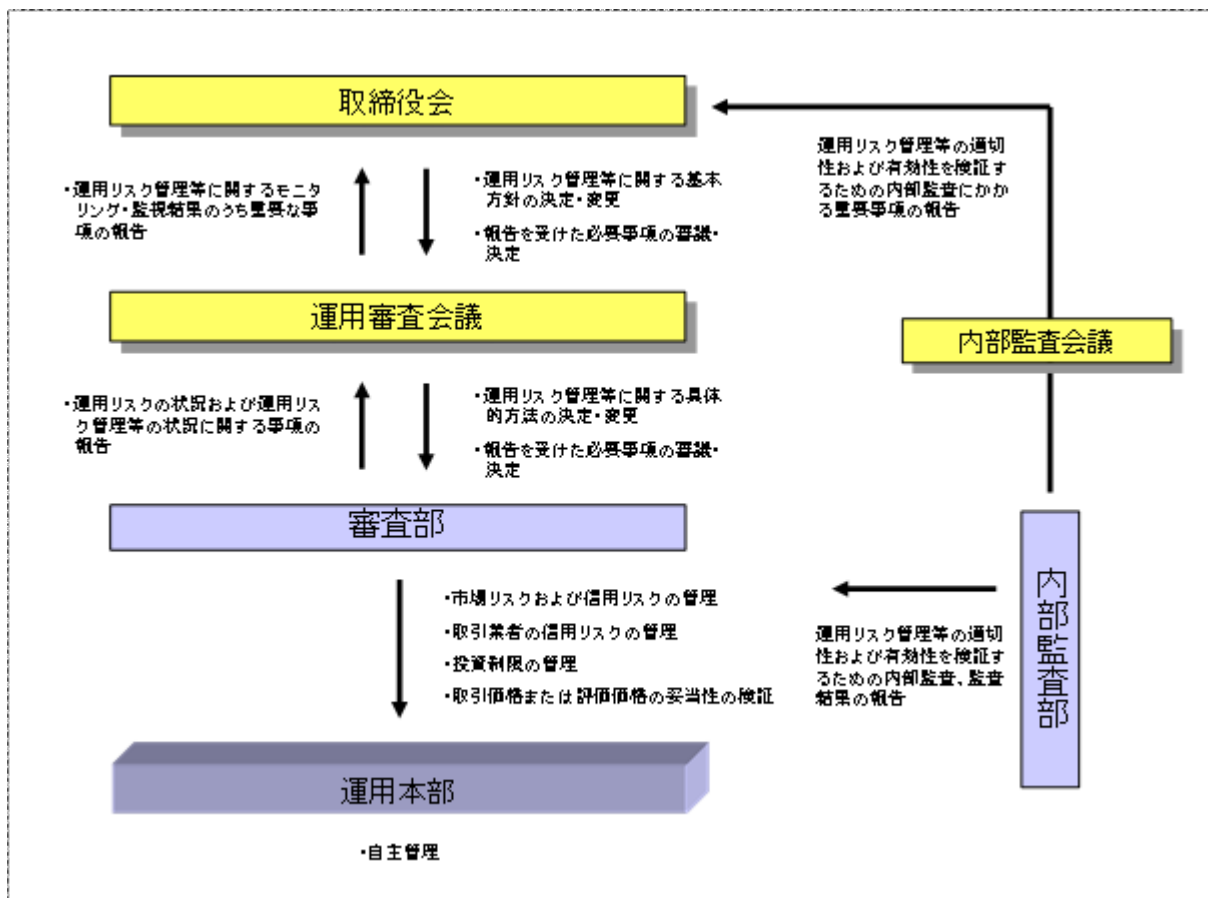 取締役会
・運用リスク管理等に関するモニ
タリング・監視結果のうち重要な事
項の報告
・運用リスク管理等に関する基本
方針の決定・変更
・報告を受けた必要事項の審議・
決定
運用リスク管理等の適切
性および有効性を検証す
るための内部監査にかか
る重要事項の報告
運用審査会議
内部監査会議
・運用リスクの状況および運用リス
ク管理等の状況に関する事項の
報告
・運用リスク管理等に関する具体
的方法の決定・変更
・報告を受けた必要事項の審議・
決定
審査部
内部監査部
・市場リスクおよび信用リスクの管理
・取引業者の信用リスクの管理
・投資制限の管理
・取引価格または評価価格の妥当性の検証
運用リスク管理等の適切
性および有効性を検証す
るための内部監査、監査
結果の報告
運用本部
・自主管理